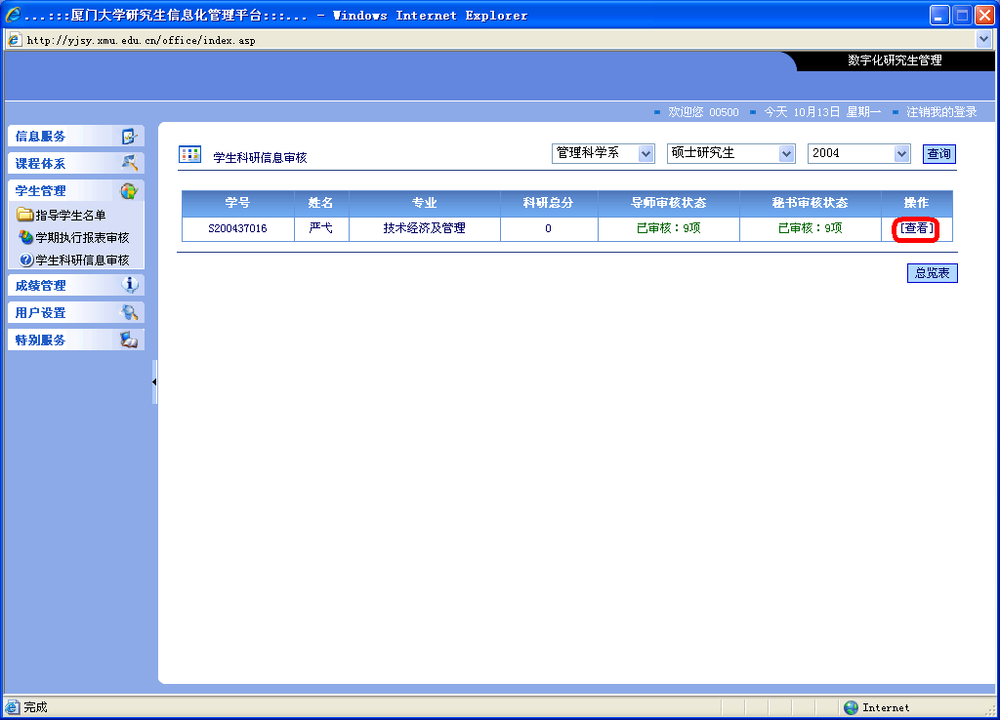 ...:::厦门大学研究生信息化管理平台:::... - Windows Internet Explorer
http://yjsy.xmu.edu.cn/office/index.asp
数字化研究生管理
欢迎您 00500 今天 10月13日 星期一 注销我的登录
信息服务
课程体系
学生管理
指导学生名单
学期执行报表审核
学生科研信息审核
成绩管理
用户设置
特别服务
学生科研信息审核 管理科学系 硕士研究生 2004 查询
学号 姓名 专业 科研总分 导师审核状态 秘书审核状态 操作
S200437016 严弋 技术经济及管理 0 已审核：9项 已审核：9项 [查看]
总览表
完成 Internet